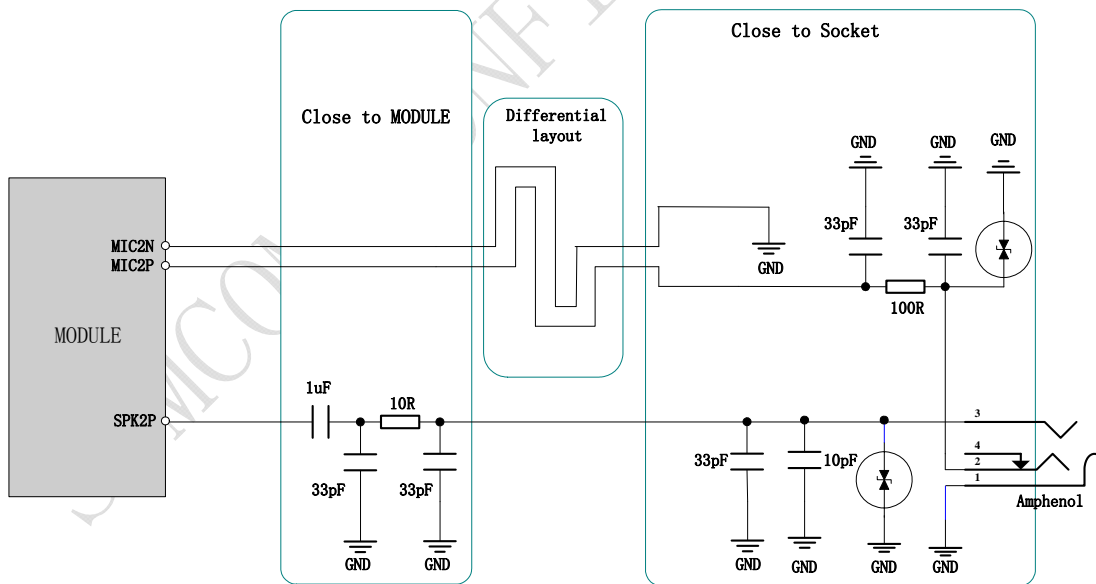 Close to Socket
Close to MODULE
Differential
layout
GND GND GND
33pF 33pF
MIC2N
MIC2P
GND
100R
MODULE
1uF
10R
SPK2P
3
4
2
1
33pF 33pF
33pF 10pF
Amphenol
GND GND
GND GND GND GND